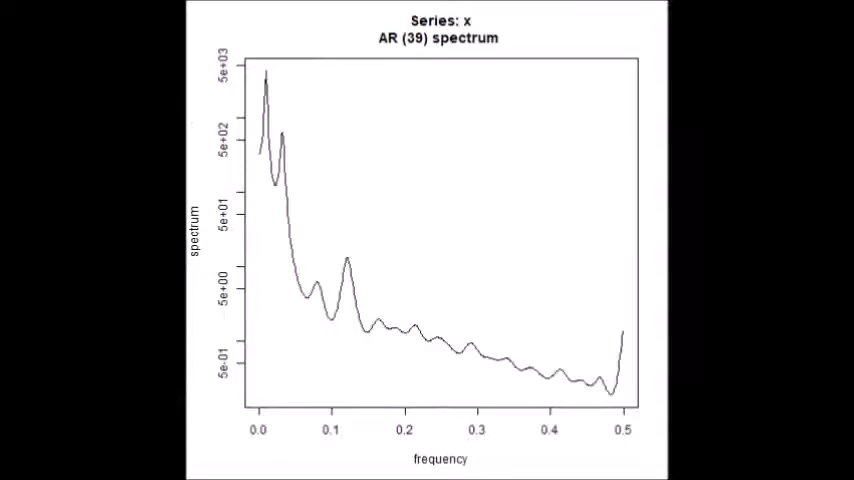 Series: x
AR (39) spectrum
5e+03
5e+02
5e+01
5e+00
5e-01
spectrum
0.0 0.1 0.2 0.3 0.4 0.5
frequency